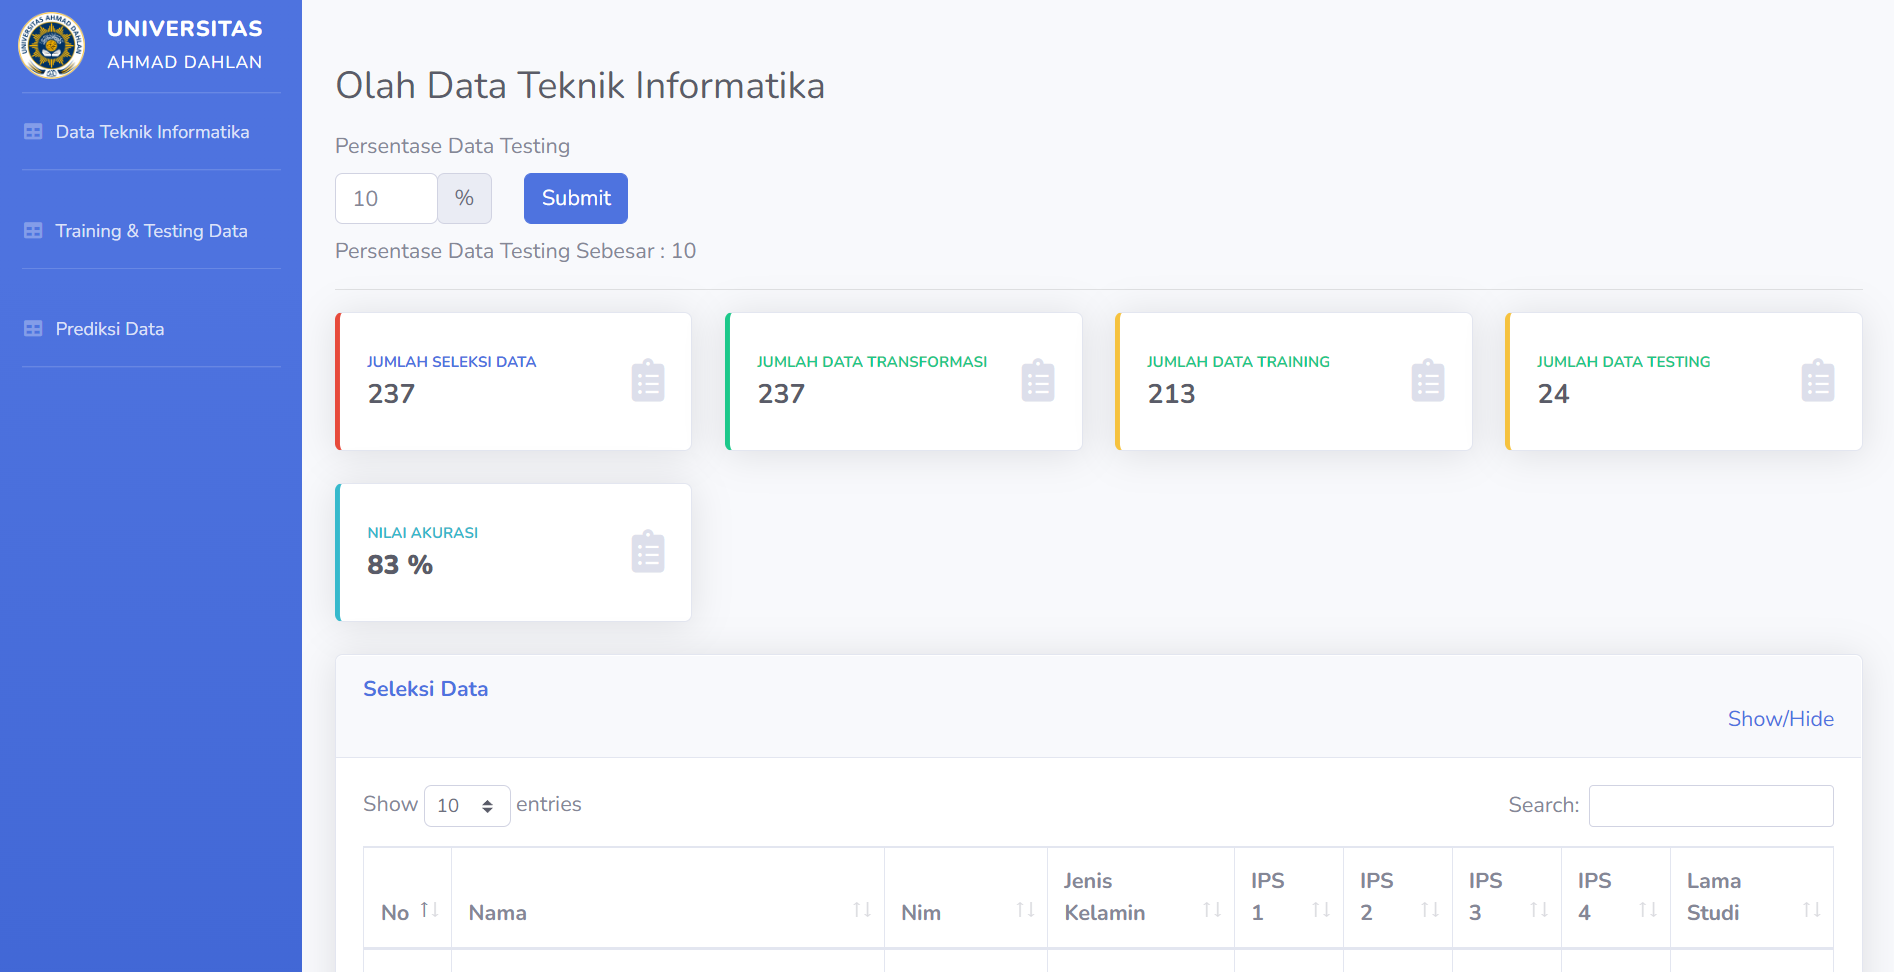 UNIVERSITAS
AHMAD DAHLAN
Data Teknik Informatika
Training & Testing Data
Prediksi Data
Olah Data Teknik Informatika
Persentase Data Testing
10 %
Submit
Persentase Data Testing Sebesar : 10
JUMLAH SELEKSI DATA
237
JUMLAH DATA TRANSFORMASI
237
JUMLAH DATA TRAINING
213
JUMLAH DATA TESTING
24
NILAI AKURASI
83 %
Seleksi Data
Show/Hide
Show 10 entries
Search:
No
Nama
Nim
Jenis
Kelamin
IPS
1
IPS
2
IPS
3
IPS
4
Lama
Studi